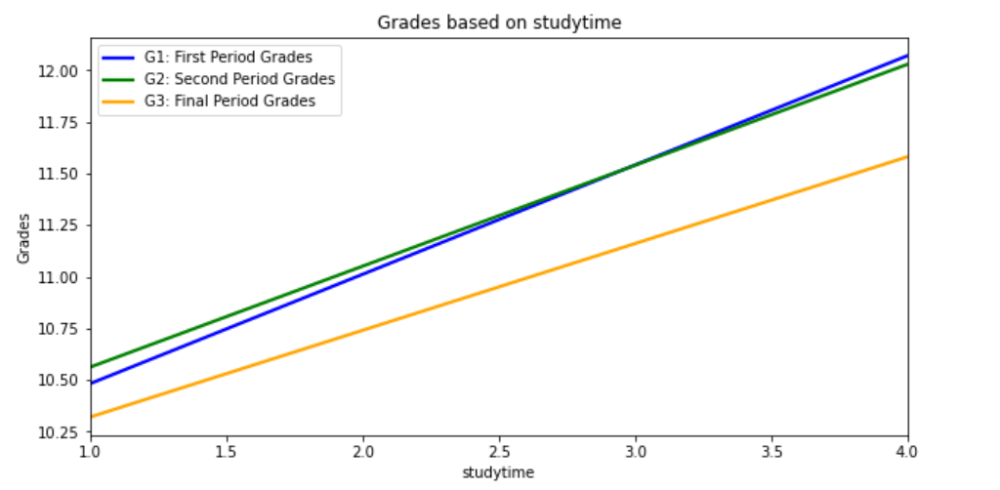 Grades based on studytime
G1: First Period Grades
G2: Second Period Grades
G3: Final Period Grades
12.00
11.75
11.50
11.25
11.00
10.75
10.50
10.25
Grades
1.0 1.5 2.0 2.5 3.0 3.5 4.0
studytime